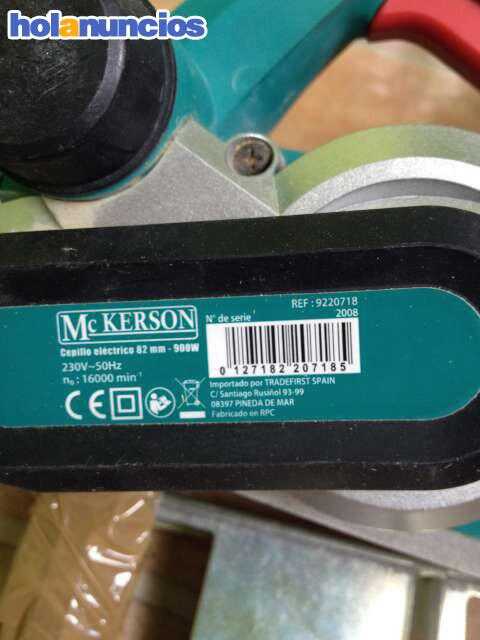 holanuncios
McKERSON
Cepillo eléctrico 82 mm - 900W
230V~50Hz
n₀ : 16000 min⁻¹
CE
REF : 9220718
2008
N° de serie
0 127182 207185
Importado por TRADEFIRST SPAIN
C/ Santiago Rusiñol 93-99
08397 PINEDA DE MAR
Fabricado en RPC